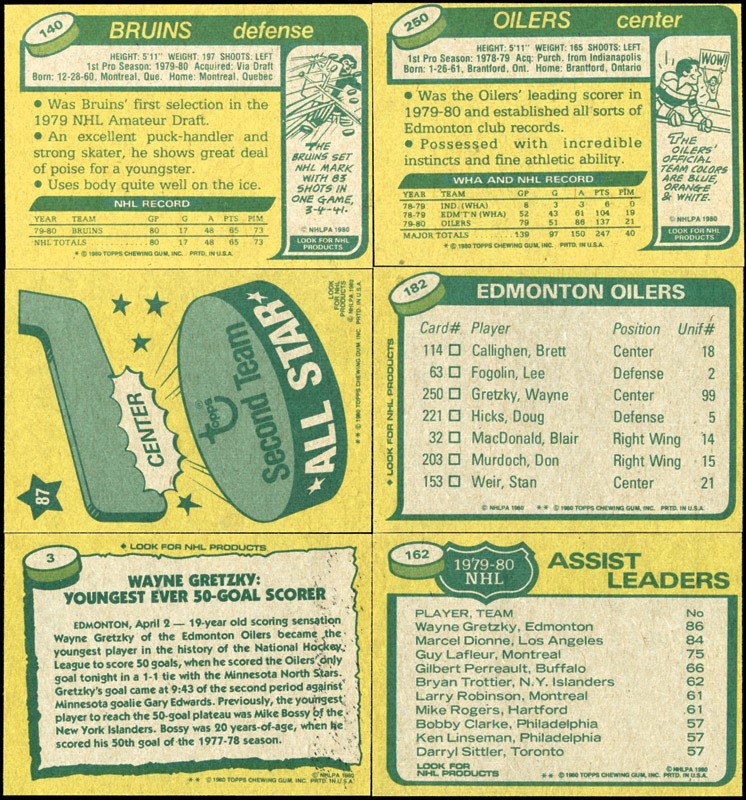 140
BRUINS defense
HEIGHT: 5'11" WEIGHT: 197 SHOOTS: LEFT
1st Pro Season: 1979-80 Acquired: Via Draft
Born: 12-28-60, Montreal, Que. Home: Montreal, Quebec
• Was Bruins' first selection in the
1979 NHL Amateur Draft.
• An excellent puck-handler and
strong skater, he shows great deal
of poise for a youngster.
• Uses body quite well on the ice.
NHL RECORD
YEAR TEAM GP G A PTS PIM
79-80 BRUINS 80 17 48 65 73
NHL TOTALS 80 17 48 65 73
* © 1980 TOPPS CHEWING GUM, INC. PRTD. IN U.S.A.
THE
BRUINS SET
NHL MARK
WITH 83
SHOTS IN
ONE GAME,
3-4-41.
© NHLPA 1980
LOOK FOR NHL
PRODUCTS
250
OILERS center
HEIGHT: 5'11" WEIGHT: 165 SHOOTS: LEFT
1st Pro Season: 1978-79 Acq: Purch. from Indianapolis
Born: 1-26-61, Brantford, Ont. Home: Brantford, Ontario
• Was the Oilers' leading scorer in
1979-80 and established all sorts of
Edmonton club records.
• Possessed with incredible
instincts and fine athletic ability.
WHA AND NHL RECORD
YEAR TEAM GP G A PTS PIM
78-79 IND. (WHA) 8 3 3 6 0
78-79 EDM'T'N (WHA) 52 43 61 104 19
79-80 OILERS 79 51 86 137 21
MAJOR TOTALS 139 97 150 247 40
* © 1980 TOPPS CHEWING GUM, INC. PRTD. IN U.S.A.
WOW!
THE
OILERS'
OFFICIAL
TEAM COLORS
ARE BLUE,
ORANGE
& WHITE.
© NHLPA 1980
LOOK FOR NHL
PRODUCTS
87
CENTER
TOPPS®
Second Team
ALL STAR
LOOK FOR
NHL
PRODUCTS
© NHLPA 1980
** © 1980 TOPPS CHEWING GUM, INC. PRTD. IN U.S.A.
182
EDMONTON OILERS
Card# Player Position Unif#
114 Callighen, Brett Center 18
63 Fogolin, Lee Defense 2
250 Gretzky, Wayne Center 99
221 Hicks, Doug Defense 5
32 MacDonald, Blair Right Wing 14
203 Murdoch, Don Right Wing 15
153 Weir, Stan Center 21
LOOK FOR NHL PRODUCTS
© NHLPA 1980 ** © 1980 TOPPS CHEWING GUM, INC. PRTD. IN U.S.A.
3
LOOK FOR NHL PRODUCTS
WAYNE GRETZKY:
YOUNGEST EVER 50-GOAL SCORER
EDMONTON, April 2 — 19-year old scoring sensation
Wayne Gretzky of the Edmonton Oilers became the
youngest player in the history of the National Hockey
League to score 50 goals, when he scored the Oilers' only
goal tonight in a 1-1 tie with the Minnesota North Stars.
Gretzky's goal came at 9:43 of the second period against
Minnesota goalie Gary Edwards. Previously, the youngest
player to reach the 50-goal plateau was Mike Bossy of the
New York Islanders. Bossy was 20 years-of-age, when he
scored his 50th goal of the 1977-78 season.
© NHLPA 1980
** © 1980 TOPPS CHEWING GUM, INC. PRTD. IN U.S.A.
162
1979-80
NHL
ASSIST
LEADERS
PLAYER, TEAM No
Wayne Gretzky, Edmonton 86
Marcel Dionne, Los Angeles 84
Guy Lafleur, Montreal 75
Gilbert Perreault, Buffalo 66
Bryan Trottier, N.Y. Islanders 62
Larry Robinson, Montreal 61
Mike Rogers, Hartford 61
Bobby Clarke, Philadelphia 57
Ken Linseman, Philadelphia 57
Darryl Sittler, Toronto 57
LOOK FOR
NHL PRODUCTS
© NHLPA 1980
** © 1980 TOPPS CHEWING GUM, INC. PRTD. IN U.S.A.